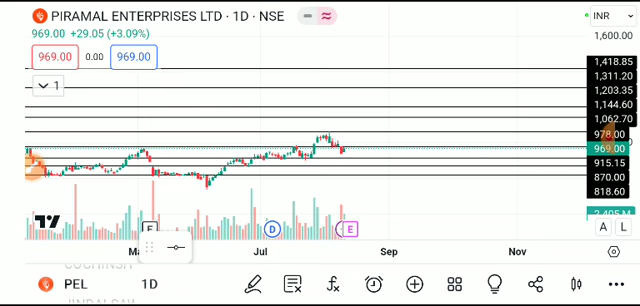 PIRAMAL ENTERPRISES LTD · 1D · NSE
INR
969.00 +29.05 (+3.09%)
1,600.00
969.00 0.00 969.00
1,418.85
1
1,311.20
1,203.35
1,144.60
1,062.70
978.00
969.00
915.15
870.00
818.60
2.405 M
E D E
A L
Jul Sep Nov
PEL 1D